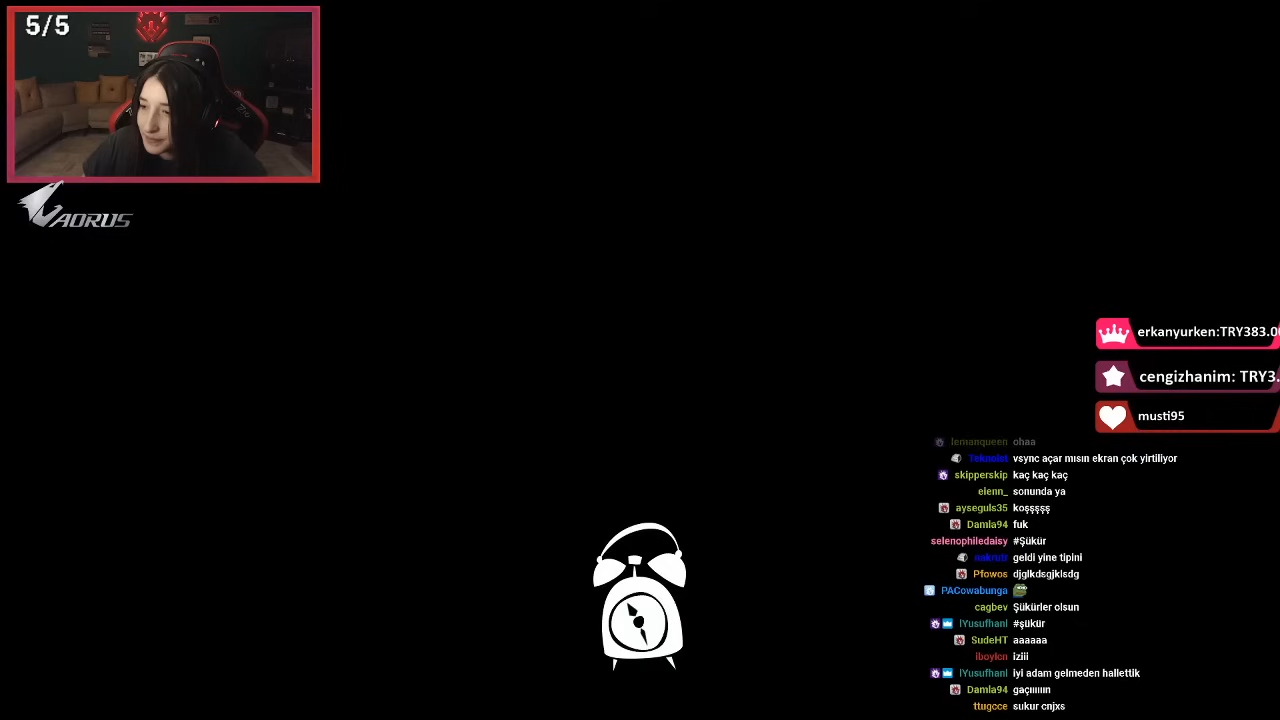 5/5
AORUS
erkanyurken:TRY383.0
cengizhanim: TRY3.
musti95
lemanqueen ohaa
Teknoist vsync açar mısın ekran çok yirtiliyor
skipperskip kaç kaç kaç
eienn_ sonunda ya
ayseguls35 koşşşşş
Damla94 fuk
selenophiledaisy #Şükür
geldi yine tipini
Pfowos djglkdsgjklsdg
PACowabunga
cagbev Şükürler olsun
lYusufhanl #şükür
SudeHT aaaaaa
iboylcn iziii
lYusufhanl iyi adam gelmeden hallettik
Damla94 gaçıııııın
ttugcce sukur cnjxs